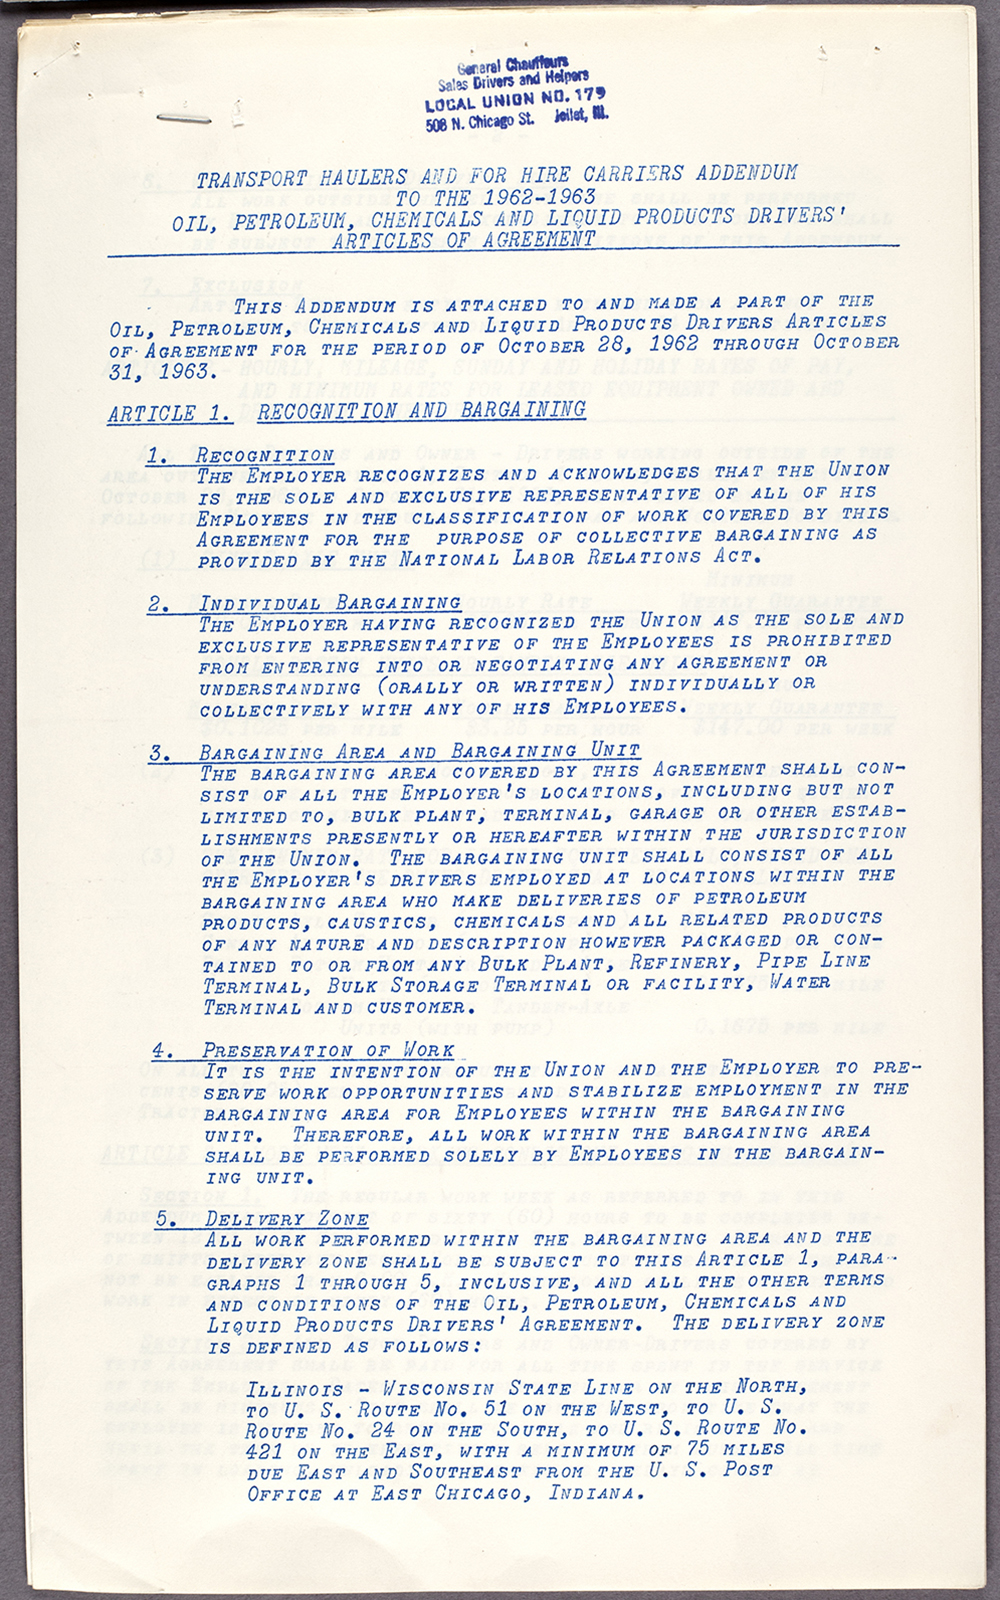 General Chauffeurs
Sales Drivers and Helpers
LOCAL UNION NO. 179
508 N. Chicago St. Joliet, Ill.
TRANSPORT HAULERS AND FOR HIRE CARRIERS ADDENDUM
TO THE 1962-1963
OIL, PETROLEUM, CHEMICALS AND LIQUID PRODUCTS DRIVERS'
ARTICLES OF AGREEMENT
THIS ADDENDUM IS ATTACHED TO AND MADE A PART OF THE
OIL, PETROLEUM, CHEMICALS AND LIQUID PRODUCTS DRIVERS ARTICLES
OF AGREEMENT FOR THE PERIOD OF OCTOBER 28, 1962 THROUGH OCTOBER
31, 1963.
ARTICLE 1. RECOGNITION AND BARGAINING
1. RECOGNITION
THE EMPLOYER RECOGNIZES AND ACKNOWLEDGES THAT THE UNION
IS THE SOLE AND EXCLUSIVE REPRESENTATIVE OF ALL OF HIS
EMPLOYEES IN THE CLASSIFICATION OF WORK COVERED BY THIS
AGREEMENT FOR THE PURPOSE OF COLLECTIVE BARGAINING AS
PROVIDED BY THE NATIONAL LABOR RELATIONS ACT.
2. INDIVIDUAL BARGAINING
THE EMPLOYER HAVING RECOGNIZED THE UNION AS THE SOLE AND
EXCLUSIVE REPRESENTATIVE OF THE EMPLOYEES IS PROHIBITED
FROM ENTERING INTO OR NEGOTIATING ANY AGREEMENT OR
UNDERSTANDING (ORALLY OR WRITTEN) INDIVIDUALLY OR
COLLECTIVELY WITH ANY OF HIS EMPLOYEES.
3. BARGAINING AREA AND BARGAINING UNIT
THE BARGAINING AREA COVERED BY THIS AGREEMENT SHALL CON-
SIST OF ALL THE EMPLOYER'S LOCATIONS, INCLUDING BUT NOT
LIMITED TO, BULK PLANT, TERMINAL, GARAGE OR OTHER ESTAB-
LISHMENTS PRESENTLY OR HEREAFTER WITHIN THE JURISDICTION
OF THE UNION. THE BARGAINING UNIT SHALL CONSIST OF ALL
THE EMPLOYER'S DRIVERS EMPLOYED AT LOCATIONS WITHIN THE
BARGAINING AREA WHO MAKE DELIVERIES OF PETROLEUM
PRODUCTS, CAUSTICS, CHEMICALS AND ALL RELATED PRODUCTS
OF ANY NATURE AND DESCRIPTION HOWEVER PACKAGED OR CON-
TAINED TO OR FROM ANY BULK PLANT, REFINERY, PIPE LINE
TERMINAL, BULK STORAGE TERMINAL OR FACILITY, WATER
TERMINAL AND CUSTOMER.
4. PRESERVATION OF WORK
IT IS THE INTENTION OF THE UNION AND THE EMPLOYER TO PRE-
SERVE WORK OPPORTUNITIES AND STABILIZE EMPLOYMENT IN THE
BARGAINING AREA FOR EMPLOYEES WITHIN THE BARGAINING
UNIT. THEREFORE, ALL WORK WITHIN THE BARGAINING AREA
SHALL BE PERFORMED SOLELY BY EMPLOYEES IN THE BARGAIN-
ING UNIT.
5. DELIVERY ZONE
ALL WORK PERFORMED WITHIN THE BARGAINING AREA AND THE
DELIVERY ZONE SHALL BE SUBJECT TO THIS ARTICLE 1, PARA-
GRAPHS 1 THROUGH 5, INCLUSIVE, AND ALL THE OTHER TERMS
AND CONDITIONS OF THE OIL, PETROLEUM, CHEMICALS AND
LIQUID PRODUCTS DRIVERS' AGREEMENT. THE DELIVERY ZONE
IS DEFINED AS FOLLOWS:
ILLINOIS - WISCONSIN STATE LINE ON THE NORTH,
TO U. S. ROUTE NO. 51 ON THE WEST, TO U. S.
ROUTE NO. 24 ON THE SOUTH, TO U. S. ROUTE NO.
421 ON THE EAST, WITH A MINIMUM OF 75 MILES
DUE EAST AND SOUTHEAST FROM THE U. S. POST
OFFICE AT EAST CHICAGO, INDIANA.